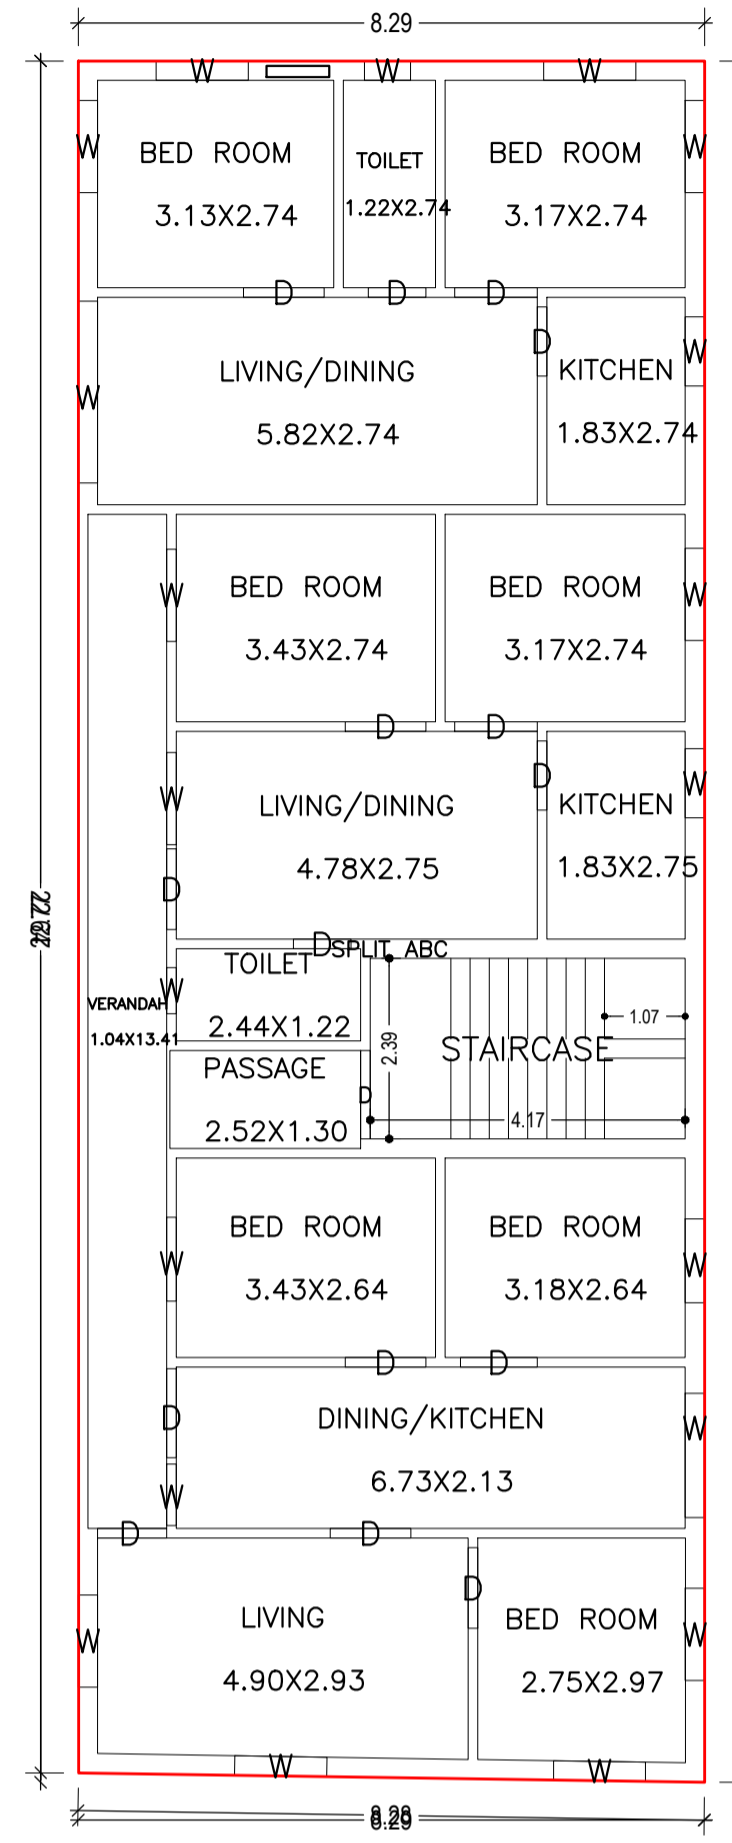 8.29
W W W
W W
BED ROOM TOILET BED ROOM
3.13X2.74 1.22X2.74 3.17X2.74
D D D
D
W LIVING/DINING KITCHEN W
5.82X2.74 1.83X2.74
W BED ROOM BED ROOM W
3.43X2.74 3.17X2.74
D D
D
W LIVING/DINING KITCHEN W
4.78X2.75 1.83X2.75
D
D SPLIT ABC
TOILET
W
VERANDAH
1.04X13.41
2.44X1.22
2.39
STAIRCASE
1.07
PASSAGE
D
2.52X1.30
4.17
BED ROOM BED ROOM
W W
3.43X2.64 3.18X2.64
D D
D DINING/KITCHEN W
6.73X2.13
W
D D
D
LIVING BED ROOM
W W
4.90X2.93 2.75X2.97
W W